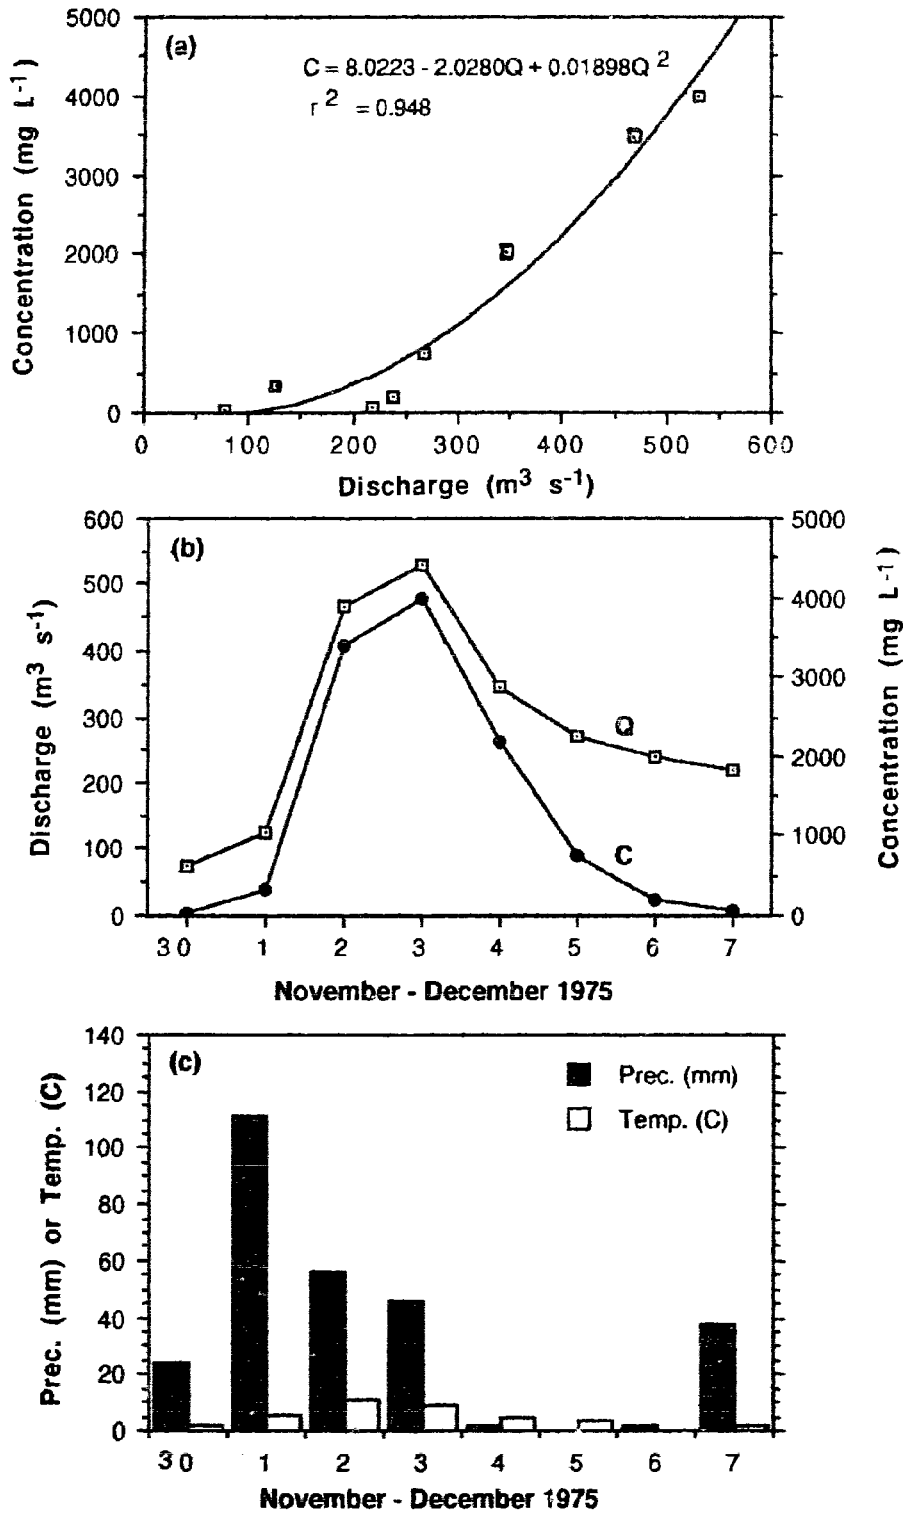 (a)
C = 8.0223 - 2.0280Q + 0.01898Q 2
r 2 = 0.948
Concentration (mg L-1)
5000
4000
3000
2000
1000
0
0 100 200 300 400 500 600
Discharge (m3 s-1)
(b)
Discharge (m3 s-1)
600
500
400
300
200
100
0
Q
C
5000
4000
3000
2000
1000
0
Concentration (mg L-1)
30 1 2 3 4 5 6 7
November - December 1975
(c)
Prec. (mm)
Temp. (C)
Prec. (mm) or Temp. (C)
140
120
100
80
60
40
20
0
30 1 2 3 4 5 6 7
November - December 1975